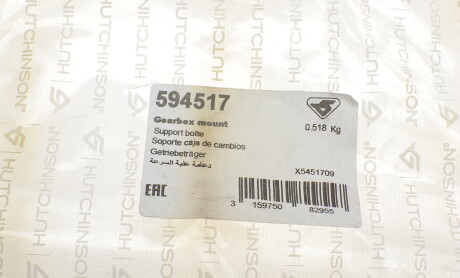 HUTCHINSON®
594517
Gearbox mount
Support boite
Soporte caja de cambios
Getriebeträger
دعامة علبة السرعة
0.518 Kg
X5451709
EAC
3 159750 82955